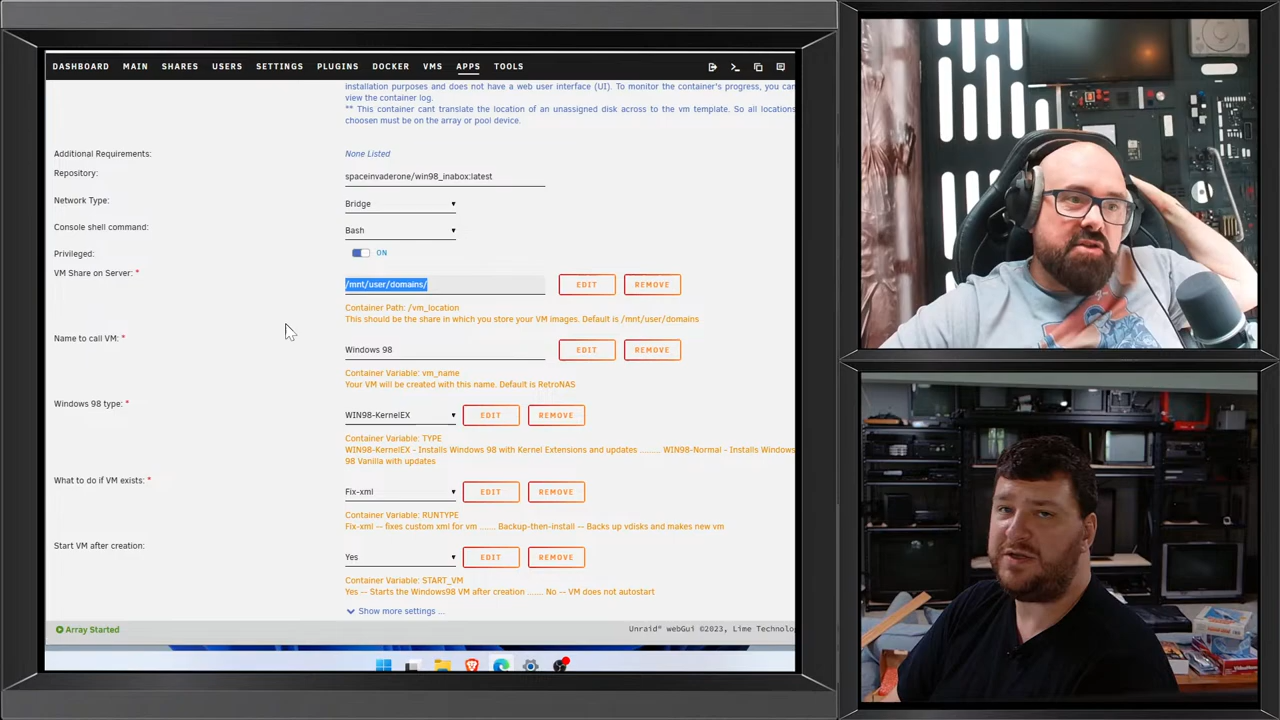 DASHBOARD MAIN SHARES USERS SETTINGS PLUGINS DOCKER VMS APPS TOOLS
installation purposes and does not have a web user interface (UI). To monitor the container's progress, you can
view the container log.
** This container cant translate the location of an unassigned disk across to the vm template. So all locations
choosen must be on the array or pool device.
Additional Requirements: None Listed
Repository: spaceinvaderone/win98_inabox:latest
Network Type: Bridge
Console shell command: Bash
Privileged: ON
VM Share on Server: * /mnt/user/domains/ EDIT REMOVE
Container Path: /vm_location
This should be the share in which you store your VM images. Default is /mnt/user/domains
Name to call VM: * Windows 98 EDIT REMOVE
Container Variable: vm_name
Your VM will be created with this name. Default is RetroNAS
Windows 98 type: * WIN98-KernelEX EDIT REMOVE
Container Variable: TYPE
WIN98-KernelEX - Installs Windows 98 with Kernel Extensions and updates ......... WIN98-Normal - Installs Windows
98 Vanilla with updates
What to do if VM exists: * Fix-xml EDIT REMOVE
Container Variable: RUNTYPE
Fix-xml -- fixes custom xml for vm ....... Backup-then-install -- Backs up vdisks and makes new vm
Start VM after creation: Yes EDIT REMOVE
Container Variable: START_VM
Yes -- Starts the Windows98 VM after creation ....... No -- VM does not autostart
Show more settings ...
Array Started Unraid® webGui ©2023, Lime Technolo